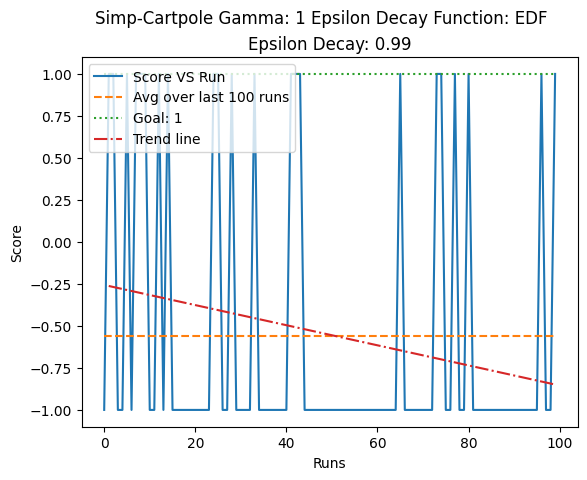 Simp-Cartpole Gamma: 1 Epsilon Decay Function: EDF
Epsilon Decay: 0.99
1.00
0.75
0.50
0.25
0.00
−0.25
−0.50
−0.75
−1.00
Score
Score VS Run
Avg over last 100 runs
Goal: 1
Trend line
0
20
40
60
80
100
Runs